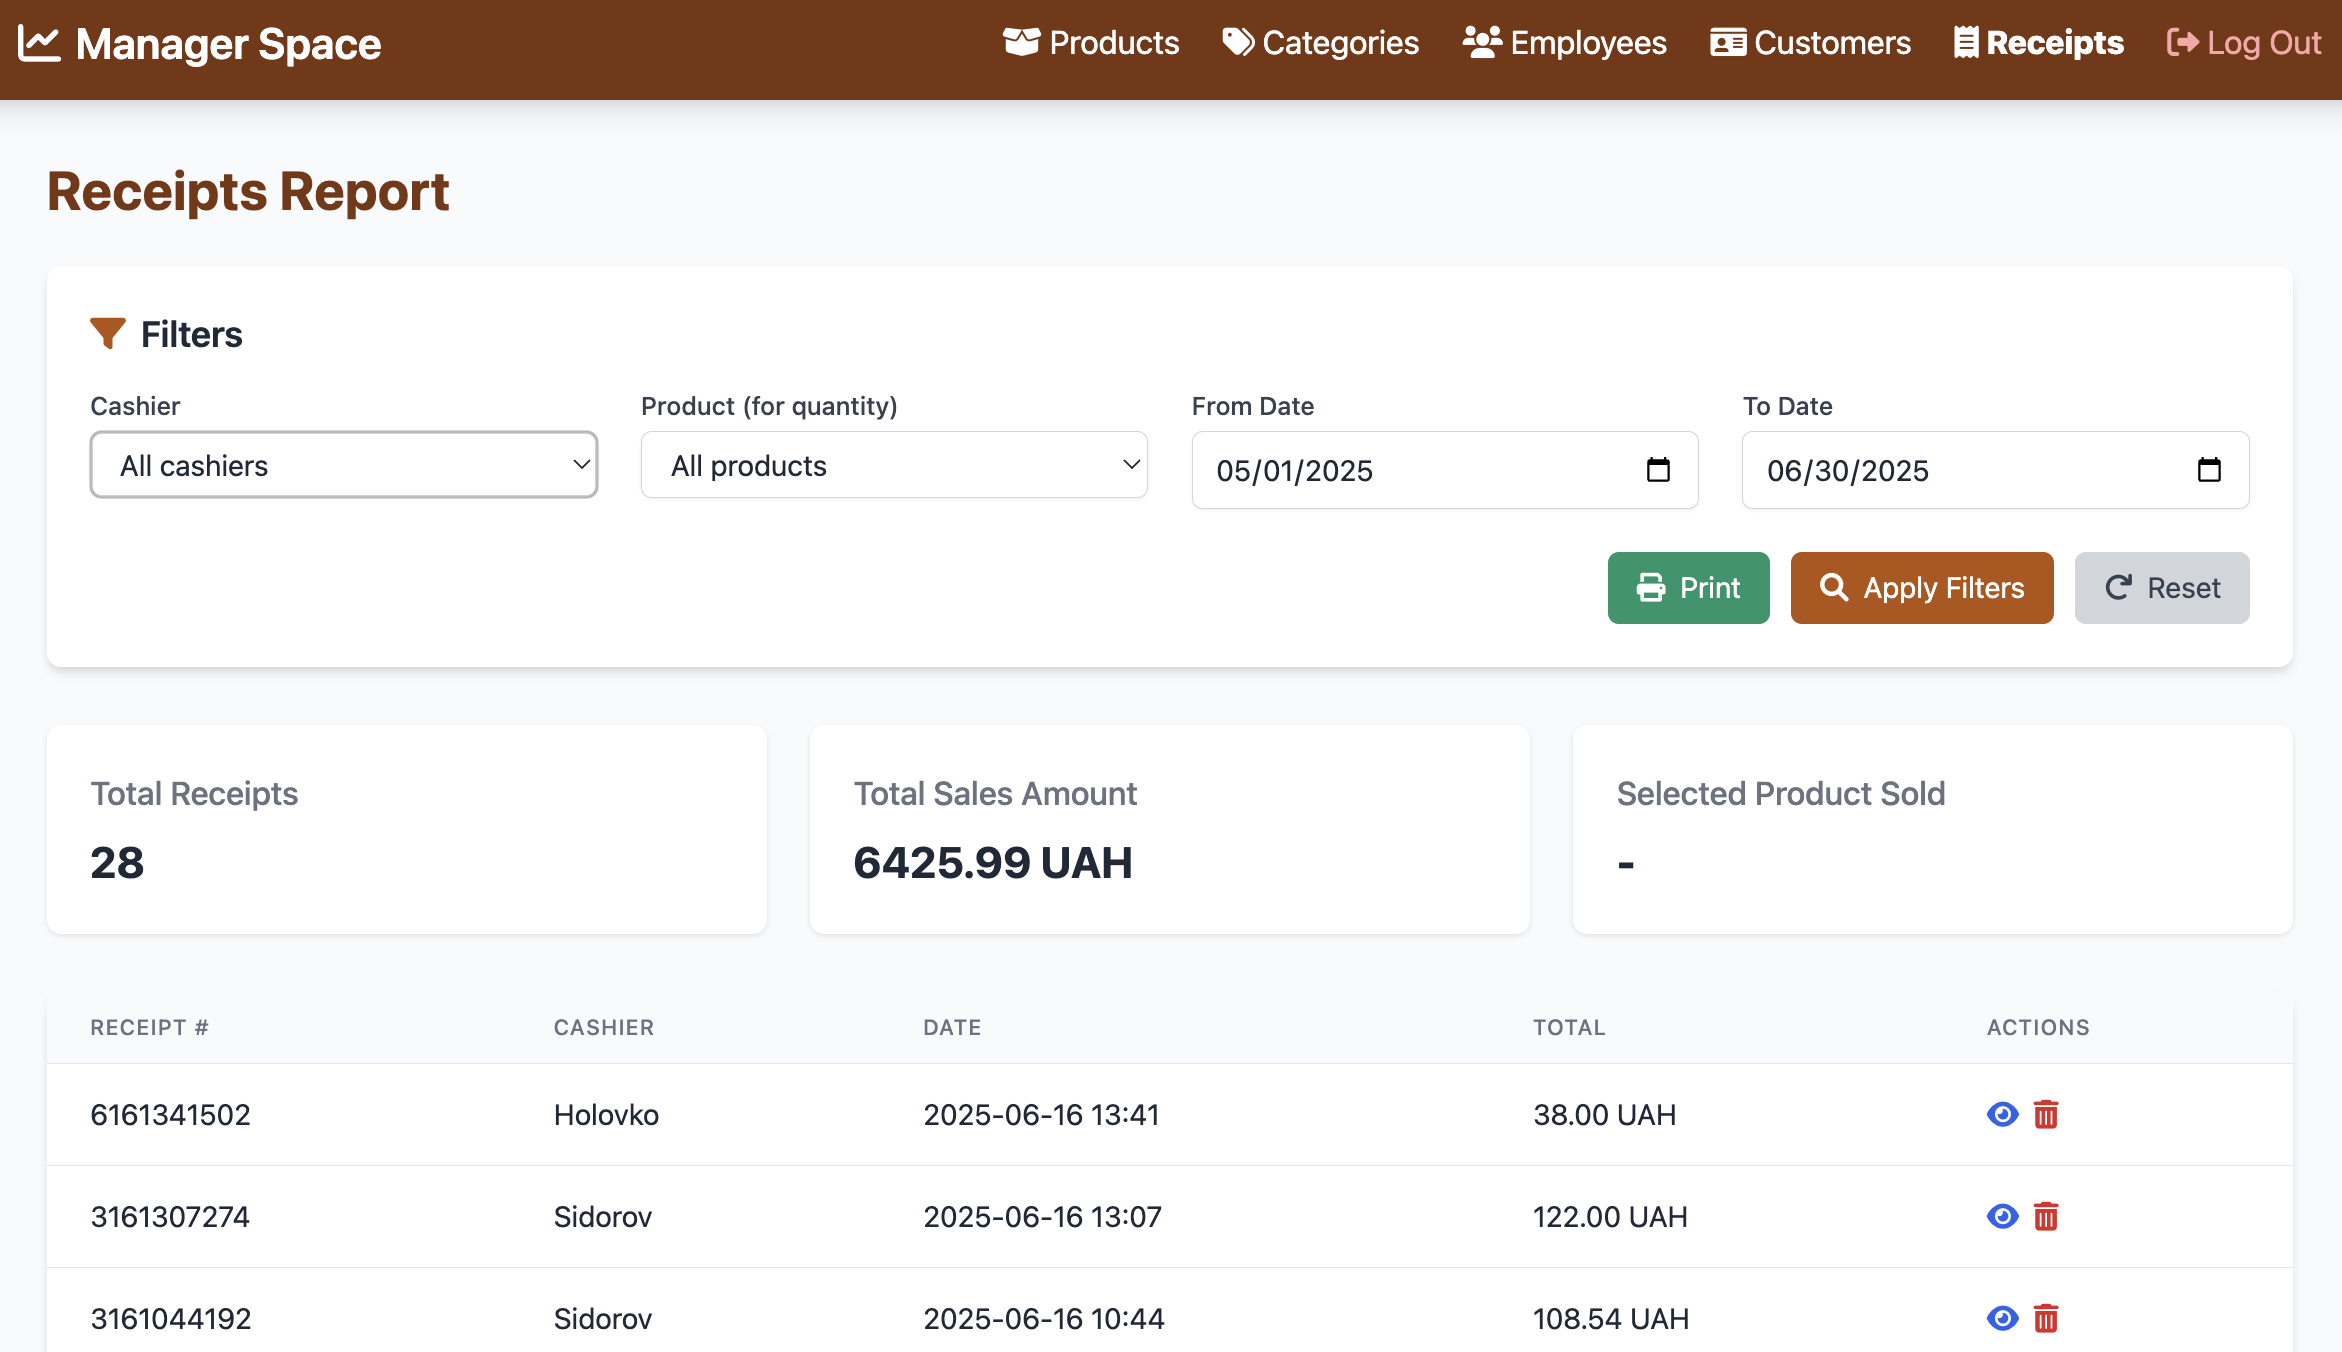 Manager Space
Products Categories Employees Customers Receipts Log Out
Receipts Report
Filters
Cashier Product (for quantity) From Date To Date
All cashiers All products 05/01/2025 06/30/2025
Print Apply Filters Reset
Total Receipts Total Sales Amount Selected Product Sold
28 6425.99 UAH -
RECEIPT # CASHIER DATE TOTAL ACTIONS
6161341502 Holovko 2025-06-16 13:41 38.00 UAH
3161307274 Sidorov 2025-06-16 13:07 122.00 UAH
3161044192 Sidorov 2025-06-16 10:44 108.54 UAH